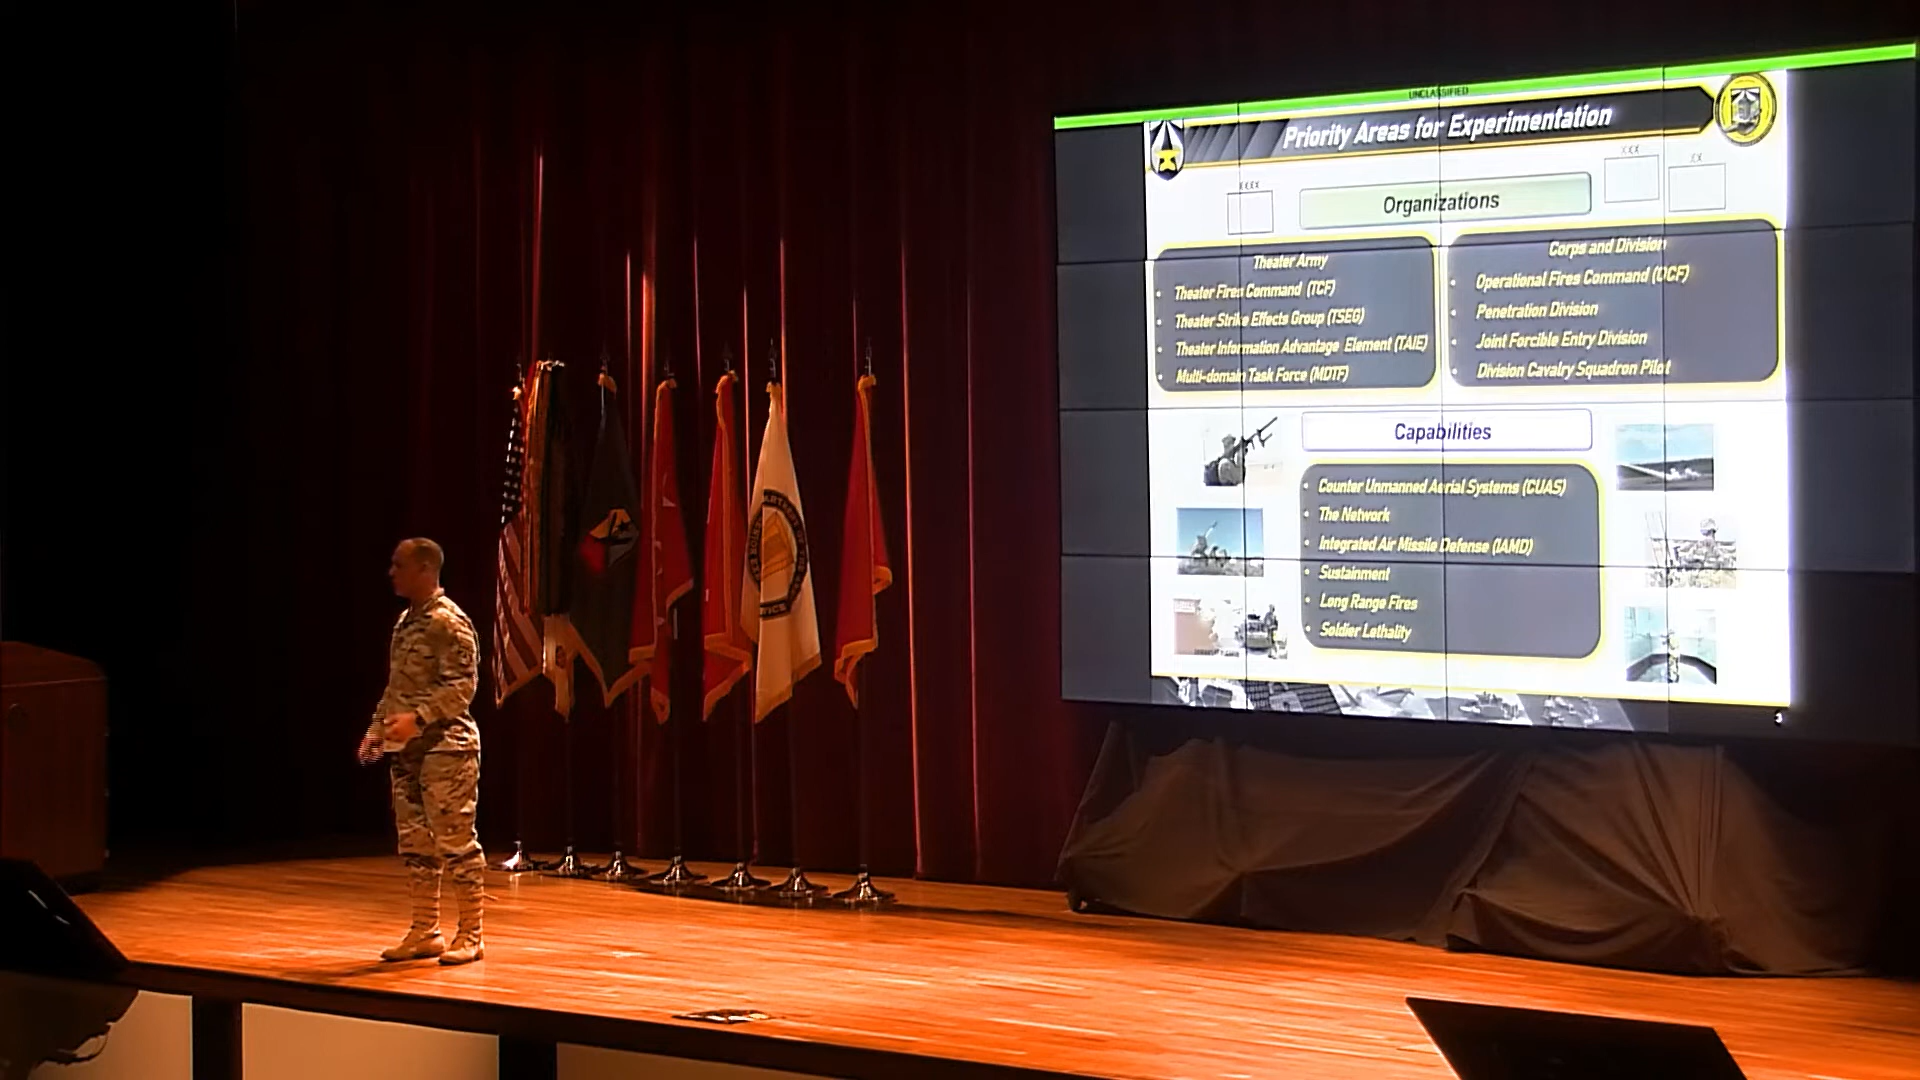 UNCLASSIFIED
Priority Areas for Experimentation
XXXX
XXX
XX
Organizations
Theater Army
• Theater Fires Command (TCF)
• Theater Strike Effects Group (TSEG)
• Theater Information Advantage Element (TAIE)
• Multi-domain Task Force (MDTF)
Corps and Division
• Operational Fires Command (OCF)
• Penetration Division
• Joint Forcible Entry Division
• Division Cavalry Squadron Pilot
Capabilities
• Counter Unmanned Aerial Systems (CUAS)
• The Network
• Integrated Air Missile Defense (IAMD)
• Sustainment
• Long Range Fires
• Soldier Lethality
3